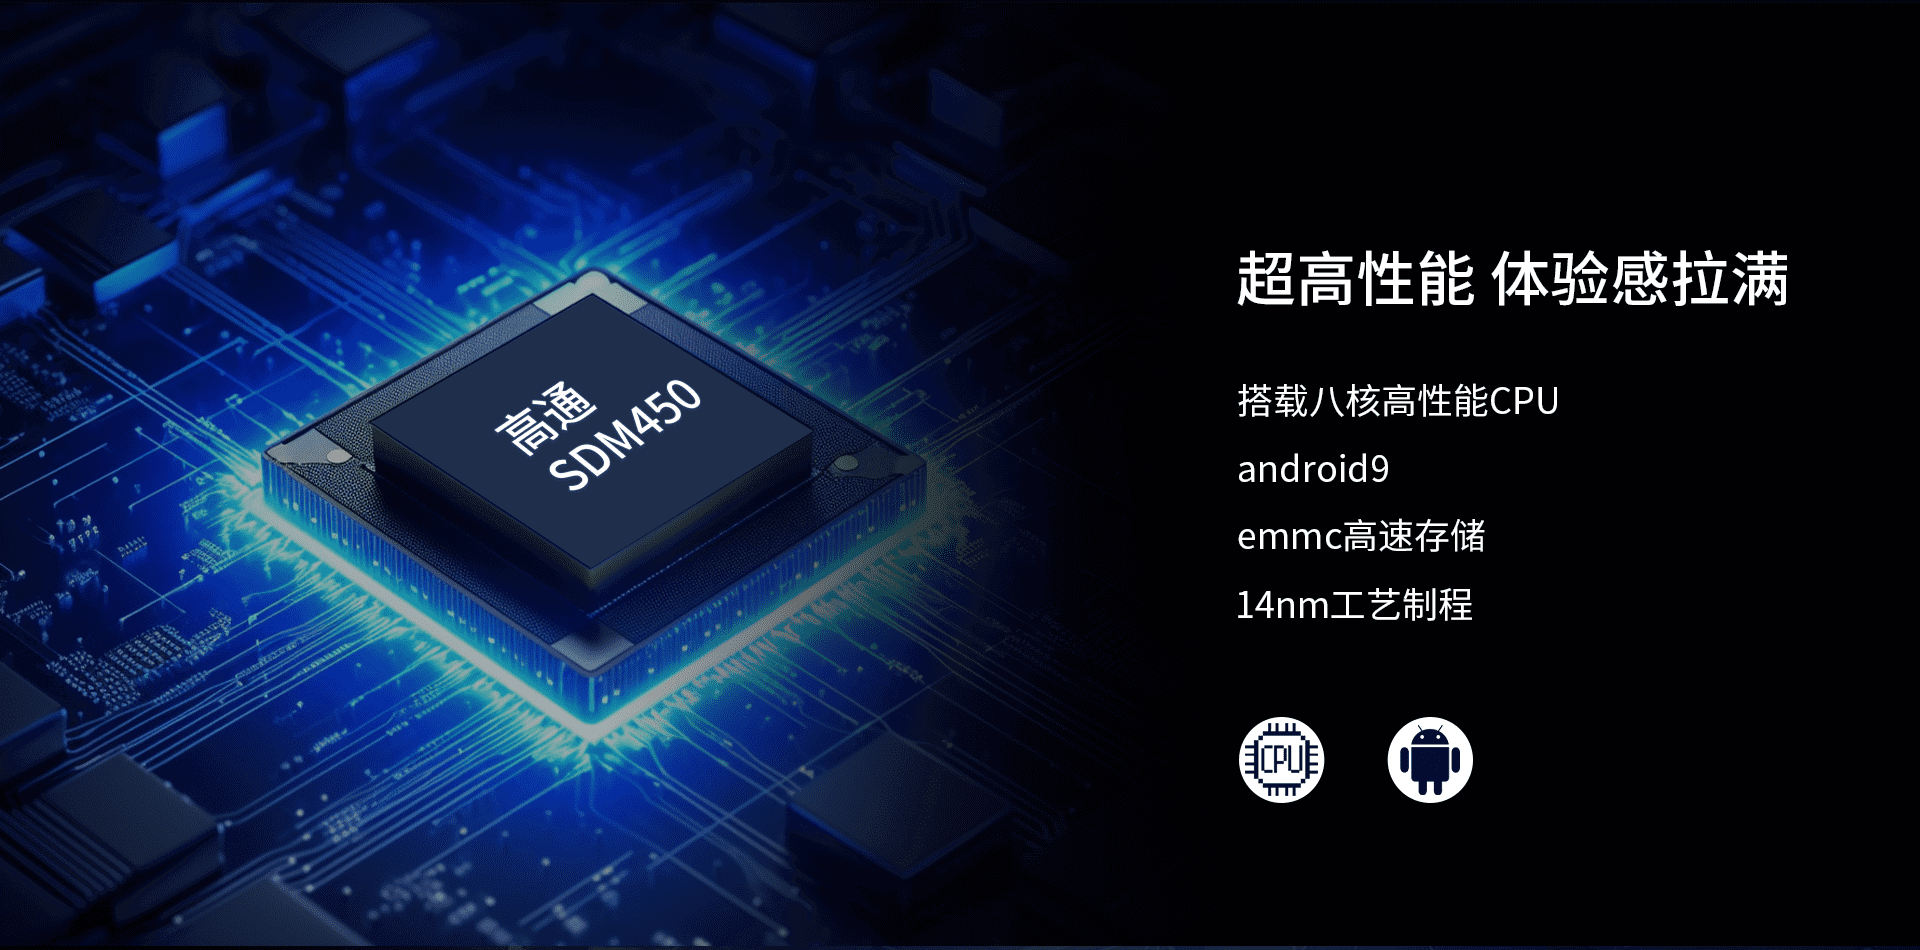 高通
SDM450
超高性能 体验感拉满
搭载八核高性能CPU
android9
emmc高速存储
14nm工艺制程
CPU